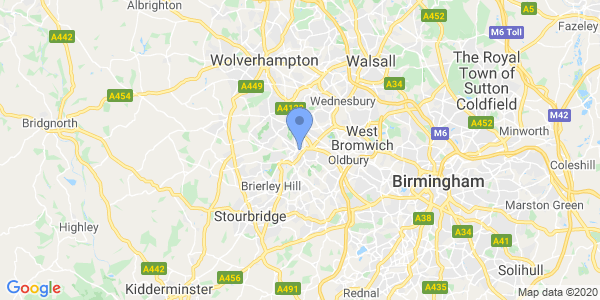 Albrighton
A442
A452
A5
Fazeley
M6 Toll
Wolverhampton
Walsall
The Royal
Town of
Sutton
Coldfield
A449
A34
A454
Wednesbury
M42
Bridgnorth
West
Bromwich
M6
A452
Minworth
Oldbury
Coleshill
Brierley Hill
Birmingham
Marston Green
Stourbridge
A38
Highley
A34
A41
A442
A456
Solihull
Kidderminster
A491
Rednal
A435
Google
Map data ©2020